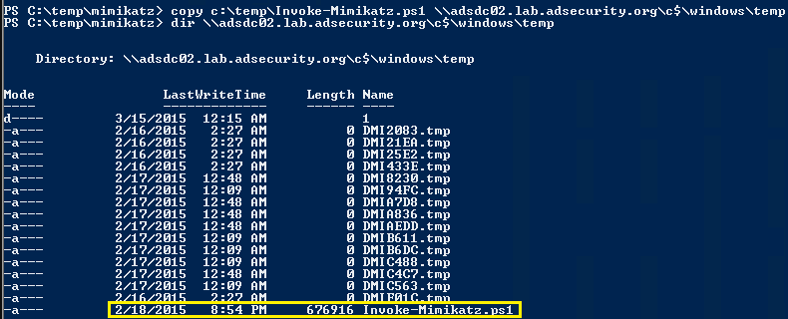 PS C:\temp\mimikatz> copy c:\temp\Invoke-Mimikatz.ps1 \\adsdc02.lab.adsecurity.org\c$\windows\temp
PS C:\temp\mimikatz> dir \\adsdc02.lab.adsecurity.org\c$\windows\temp
Directory: \\adsdc02.lab.adsecurity.org\c$\windows\temp
Mode LastWriteTime Length Name
---- ------------- ------ ----
d---- 3/15/2015 12:15 AM 1
-a--- 2/16/2015 2:27 AM 0 DMI2083.tmp
-a--- 2/16/2015 2:27 AM 0 DMI21EA.tmp
-a--- 2/16/2015 2:27 AM 0 DMI25E2.tmp
-a--- 2/16/2015 2:27 AM 0 DMI433E.tmp
-a--- 2/17/2015 12:48 AM 0 DMI8230.tmp
-a--- 2/17/2015 12:09 AM 0 DMI94FC.tmp
-a--- 2/17/2015 12:48 AM 0 DMIA7D8.tmp
-a--- 2/17/2015 12:48 AM 0 DMIA836.tmp
-a--- 2/17/2015 12:48 AM 0 DMIAEDD.tmp
-a--- 2/17/2015 12:09 AM 0 DMIB611.tmp
-a--- 2/17/2015 12:09 AM 0 DMIB6DC.tmp
-a--- 2/17/2015 12:09 AM 0 DMIC488.tmp
-a--- 2/17/2015 12:48 AM 0 DMIC4C7.tmp
-a--- 2/17/2015 12:09 AM 0 DMIC563.tmp
-a--- 2/16/2015 2:27 AM 0 DMIF01C.tmp
-a--- 2/18/2015 8:54 PM 676916 Invoke-Mimikatz.ps1